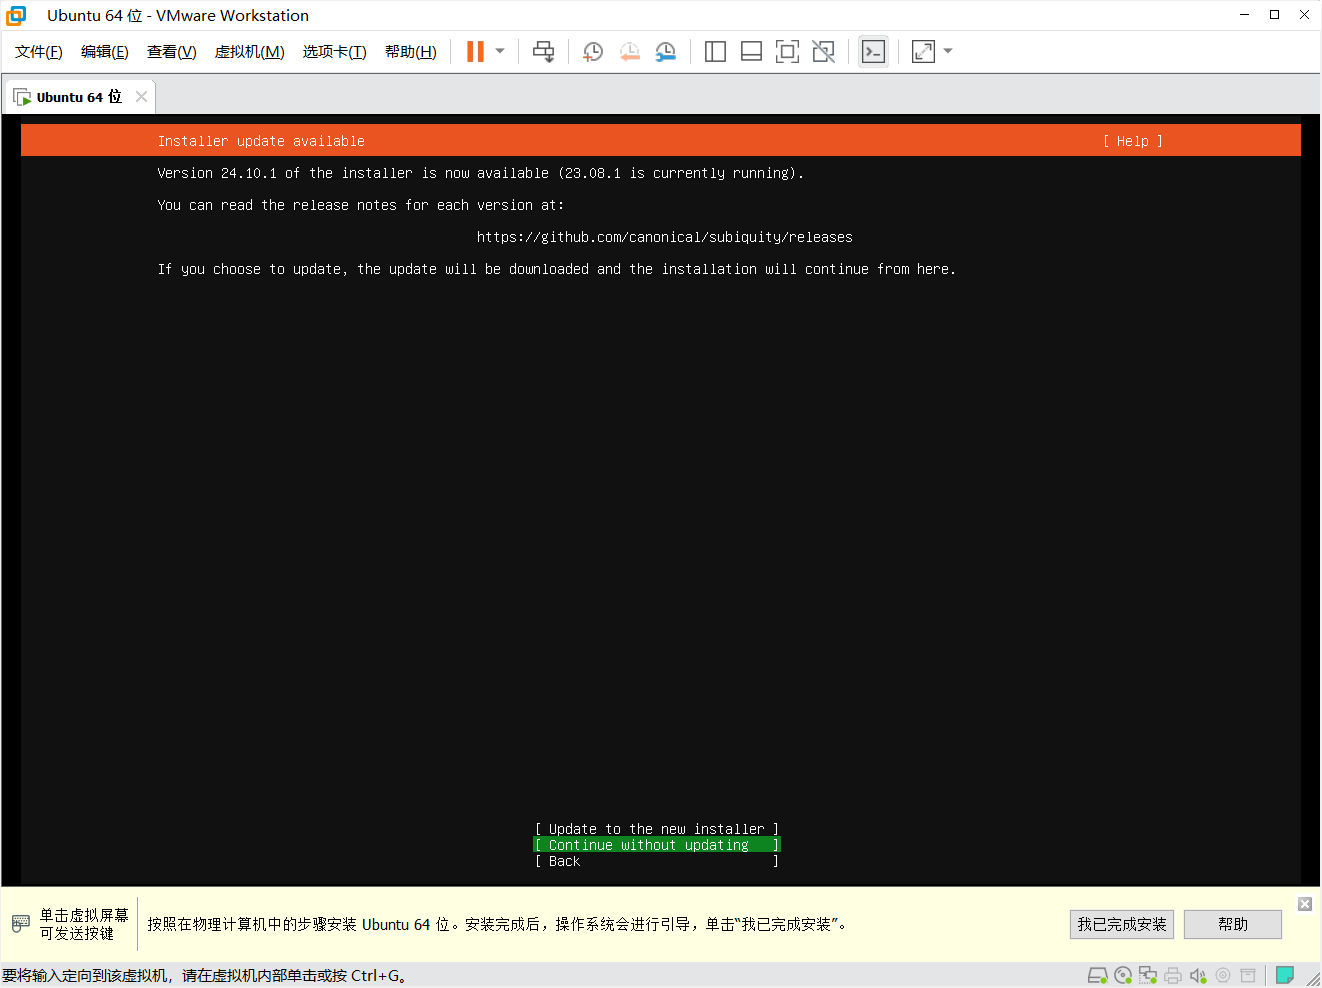 Ubuntu 64 位 - VMware Workstation
文件(F) 编辑(E) 查看(V) 虚拟机(M) 选项卡(T) 帮助(H)
Ubuntu 64 位
Installer update available [ Help ]
Version 24.10.1 of the installer is now available (23.08.1 is currently running).
You can read the release notes for each version at:
https://github.com/canonical/subiquity/releases
If you choose to update, the update will be downloaded and the installation will continue from here.
[ Update to the new installer ]
[ Continue without updating ]
[ Back ]
单击虚拟屏幕
可发送按键
按照在物理计算机中的步骤安装 Ubuntu 64 位。安装完成后，操作系统会进行引导，单击“我已完成安装”。
我已完成安装 帮助
要将输入定向到该虚拟机，请在虚拟机内部单击或按 Ctrl+G。